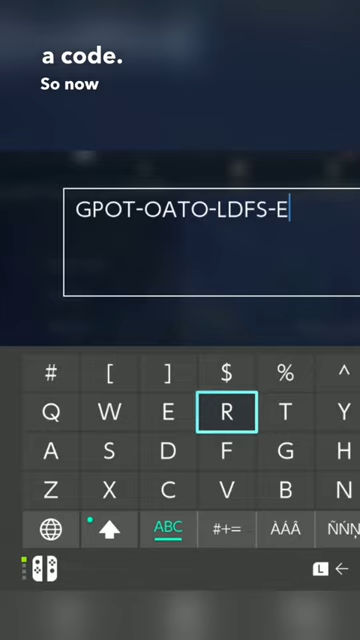 a code.
So now
GPOT-OATO-LDFS-E
# [ ] $ % ^
Q W E R T Y
A S D F G H
Z X C V B N
ABC #+= ÀÁÂ ÑŃŅ
L